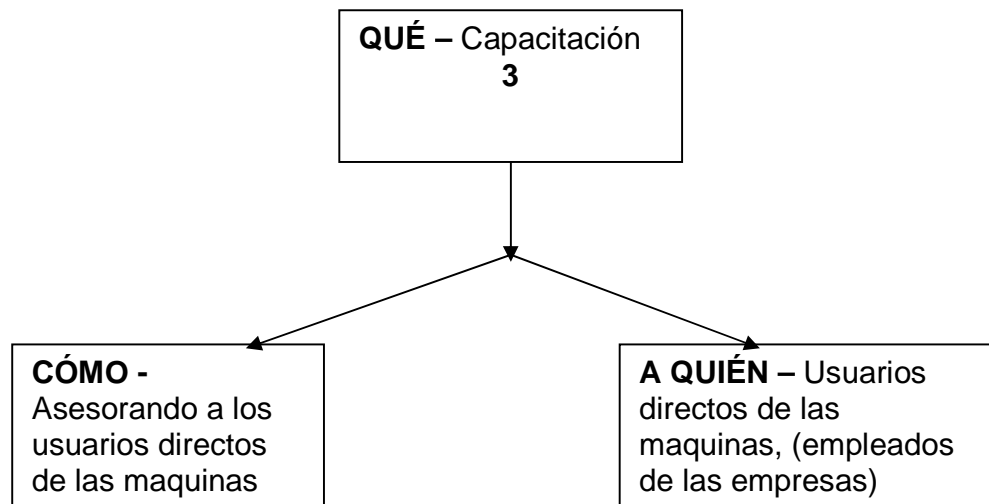 QUÉ – Capacitación
3
CÓMO -
Asesorando a los
usuarios directos
de las maquinas
A QUIÉN – Usuarios
directos de las
maquinas, (empleados
de las empresas)